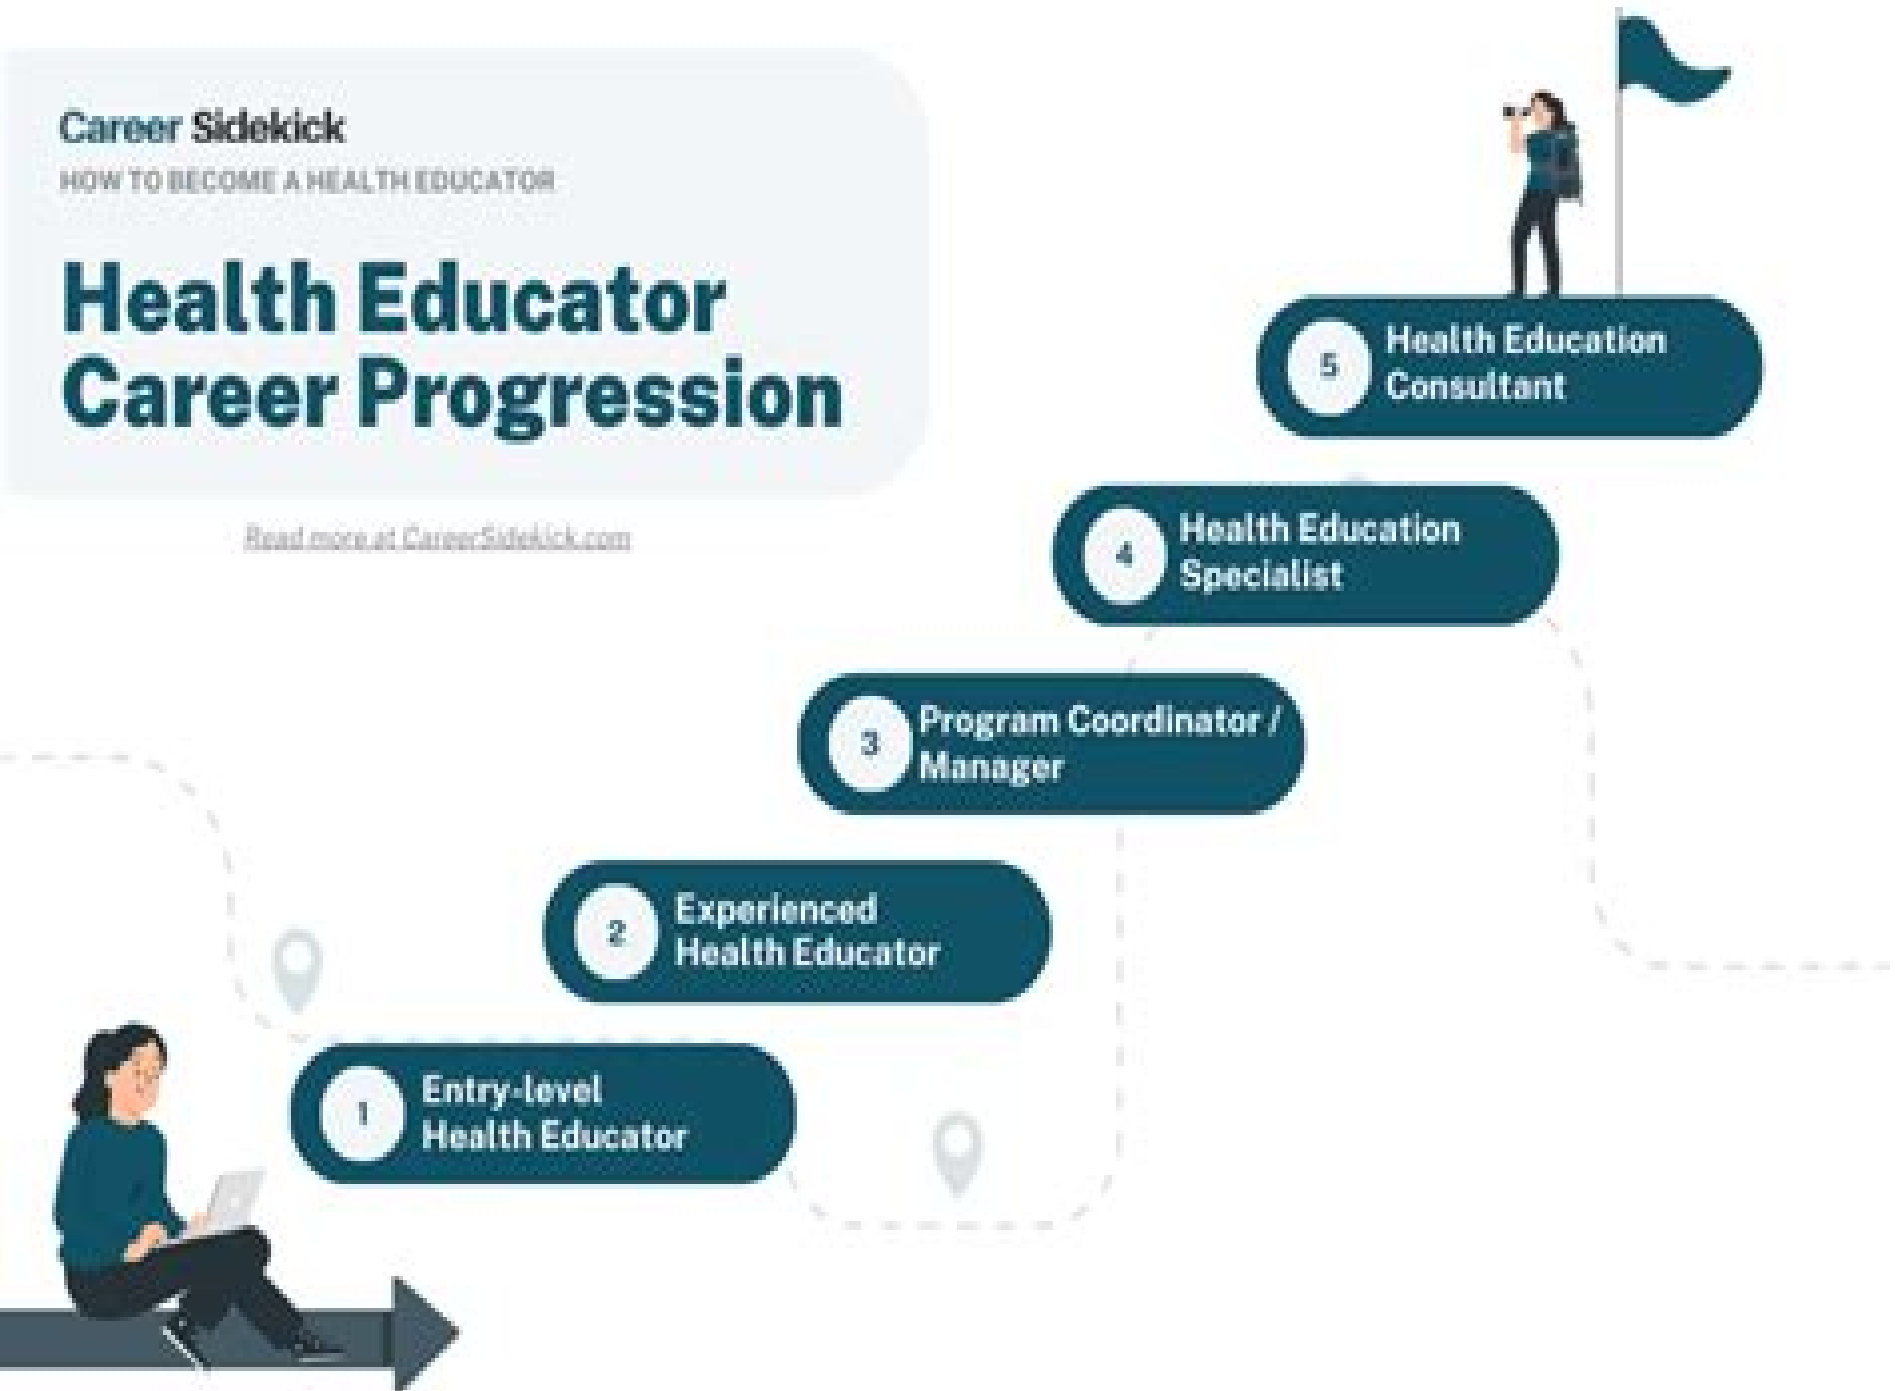 Career Sidekick
HOW TO BECOME A HEALTH EDUCATOR
Health Educator
Career Progression
Read more at CareerSidekick.com
5
Health Education
Consultant
4
Health Education
Specialist
3
Program Coordinator /
Manager
2
Experienced
Health Educator
1
Entry-level
Health Educator